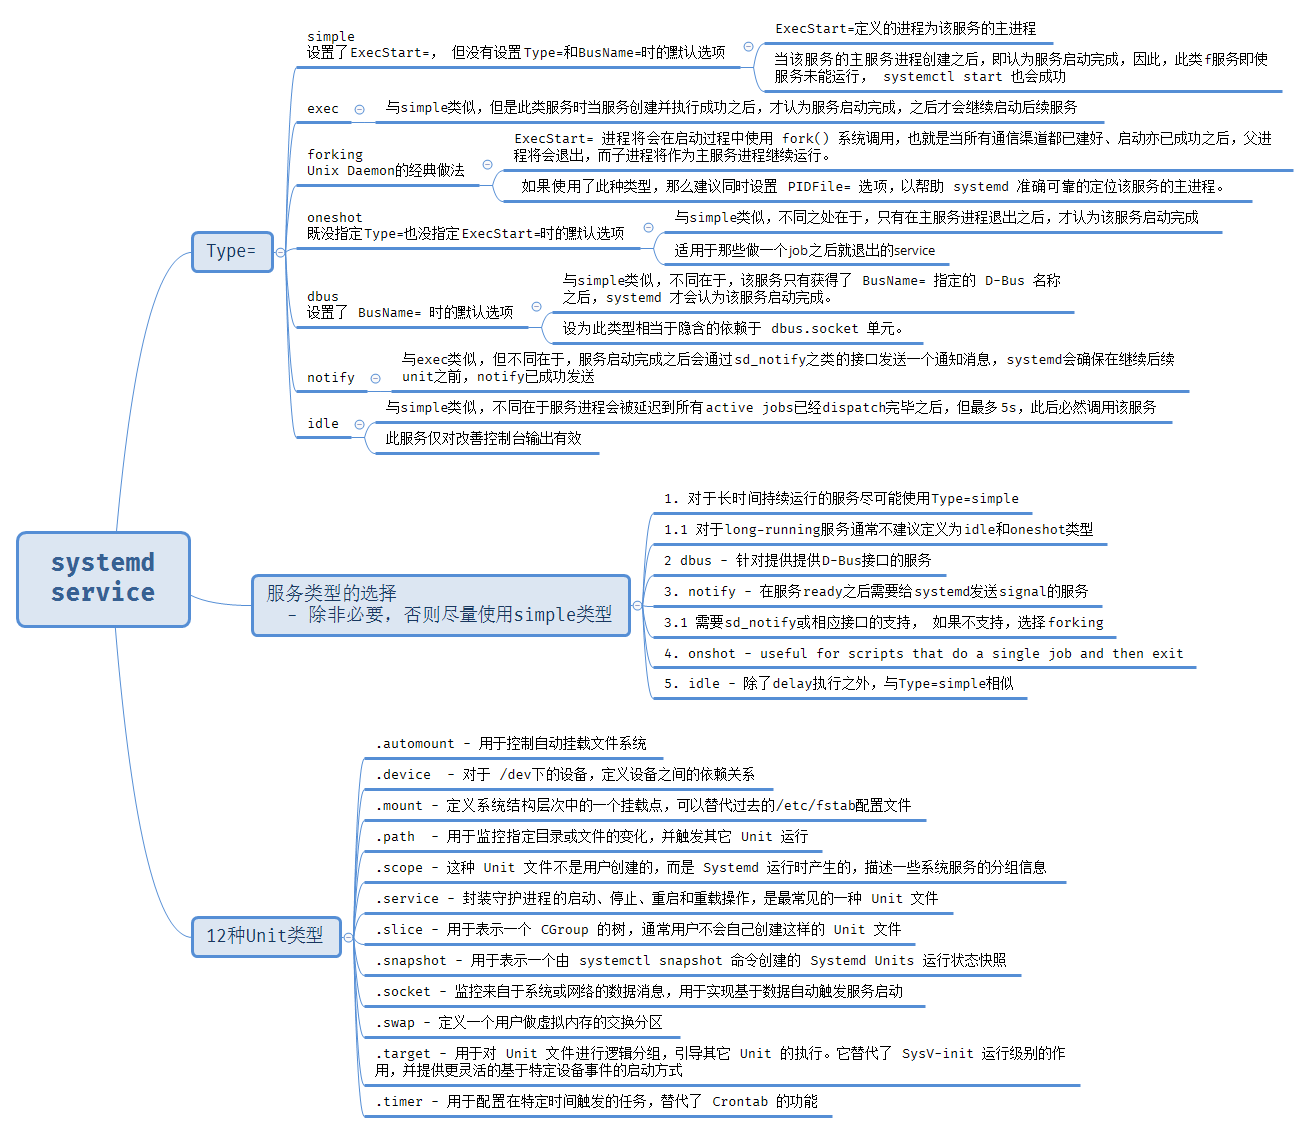 systemd
service
Type=
simple
设置了ExecStart=， 但没有设置Type=和BusName=时的默认选项
ExecStart=定义的进程为该服务的主进程
当该服务的主服务进程创建之后，即认为服务启动完成，因此，此类f服务即使
服务未能运行， systemctl start 也会成功
exec
与simple类似，但是此类服务时当服务创建并执行成功之后，才认为服务启动完成，之后才会继续启动后续服务
forking
Unix Daemon的经典做法
ExecStart= 进程将会在启动过程中使用 fork() 系统调用，也就是当所有通信渠道都已建好、启动亦已成功之后，父进
程将会退出，而子进程将作为主服务进程继续运行。
如果使用了此种类型，那么建议同时设置 PIDFile= 选项，以帮助 systemd 准确可靠的定位该服务的主进程。
oneshot
既没指定Type=也没指定ExecStart=时的默认选项
与simple类似，不同之处在于，只有在主服务进程退出之后，才认为该服务启动完成
适用于那些做一个job之后就退出的service
dbus
设置了 BusName= 时的默认选项
与simple类似，不同在于，该服务只有获得了 BusName= 指定的 D-Bus 名称
之后，systemd 才会认为该服务启动完成。
设为此类型相当于隐含的依赖于 dbus.socket 单元。
notify
与exec类似，但不同在于，服务启动完成之后会通过sd_notify之类的接口发送一个通知消息，systemd会确保在继续后续
unit之前，notify已成功发送
idle
与simple类似，不同在于服务进程会被延迟到所有active jobs已经dispatch完毕之后，但最多5s，此后必然调用该服务
此服务仅对改善控制台输出有效
服务类型的选择
- 除非必要，否则尽量使用simple类型
1. 对于长时间持续运行的服务尽可能使用Type=simple
1.1 对于long-running服务通常不建议定义为idle和oneshot类型
2 dbus - 针对提供提供D-Bus接口的服务
3. notify - 在服务ready之后需要给systemd发送signal的服务
3.1 需要sd_notify或相应接口的支持， 如果不支持，选择forking
4. onshot - useful for scripts that do a single job and then exit
5. idle - 除了delay执行之外，与Type=simple相似
12种Unit类型
.automount - 用于控制自动挂载文件系统
.device  - 对于 /dev下的设备，定义设备之间的依赖关系
.mount - 定义系统结构层次中的一个挂载点，可以替代过去的/etc/fstab配置文件
.path  - 用于监控指定目录或文件的变化，并触发其它 Unit 运行
.scope - 这种 Unit 文件不是用户创建的，而是 Systemd 运行时产生的，描述一些系统服务的分组信息
.service - 封装守护进程的启动、停止、重启和重载操作，是最常见的一种 Unit 文件
.slice - 用于表示一个 CGroup 的树，通常用户不会自己创建这样的 Unit 文件
.snapshot - 用于表示一个由 systemctl snapshot 命令创建的 Systemd Units 运行状态快照
.socket - 监控来自于系统或网络的数据消息，用于实现基于数据自动触发服务启动
.swap - 定义一个用户做虚拟内存的交换分区
.target - 用于对 Unit 文件进行逻辑分组，引导其它 Unit 的执行。它替代了 SysV-init 运行级别的作
用，并提供更灵活的基于特定设备事件的启动方式
.timer - 用于配置在特定时间触发的任务，替代了 Crontab 的功能